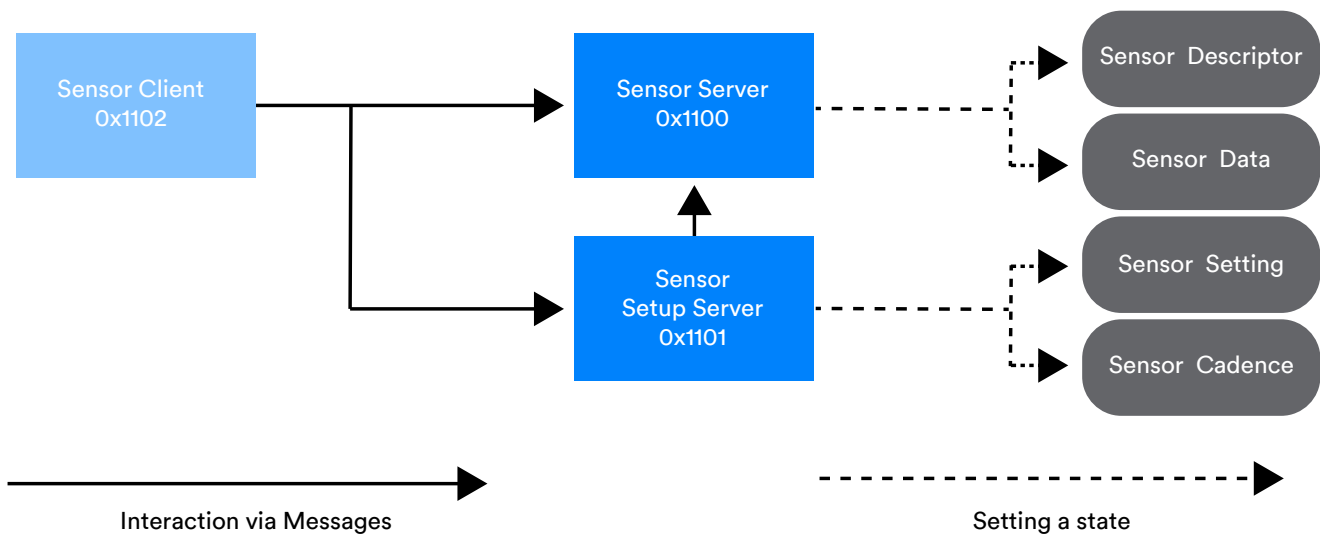 Sensor Client
0x1102
Sensor Server
0x1100
Sensor Descriptor
Sensor Data
Sensor
Setup Server
0x1101
Sensor Setting
Sensor Cadence
Interaction via Messages
Setting a state